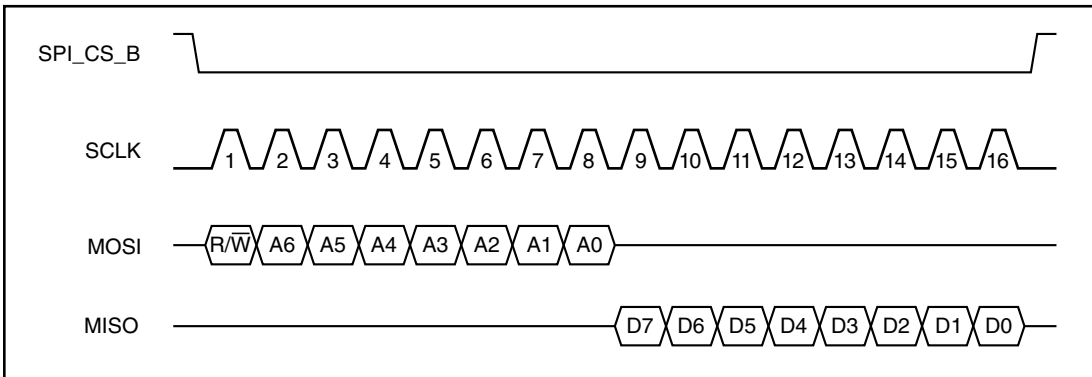 SPI_CS_B
SCLK 1 2 3 4 5 6 7 8 9 10 11 12 13 14 15 16
MOSI R/W̅ A6 A5 A4 A3 A2 A1 A0
MISO D7 D6 D5 D4 D3 D2 D1 D0